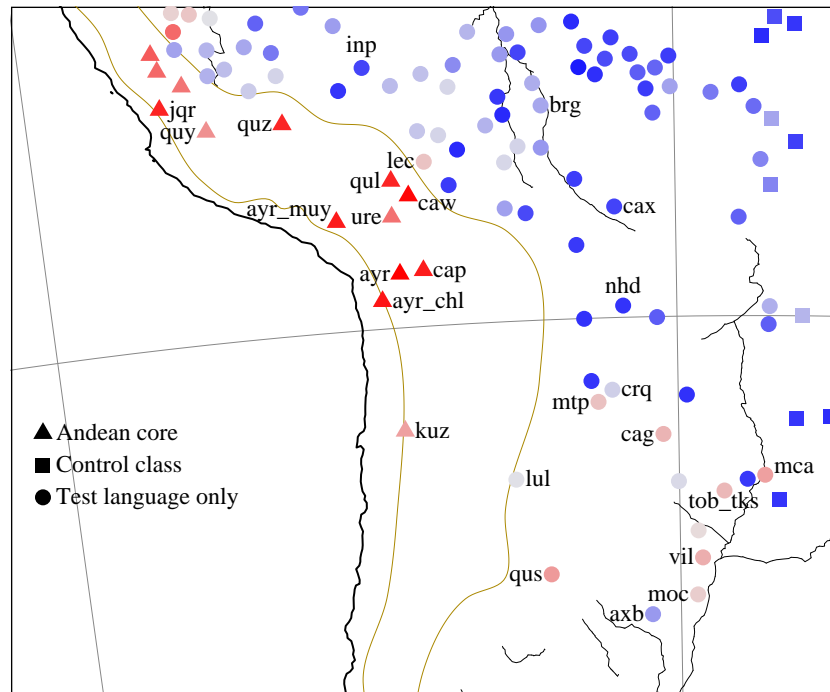 inp
jqr
brg
quy
quz
lec
qul
caw
cax
ayr_muy
ure
ayr
cap
nhd
ayr_chl
crq
mtp
kuz
cag
Andean core
Control class
mca
lul
Test language only
tob_tks
vil
qus
moc
axb